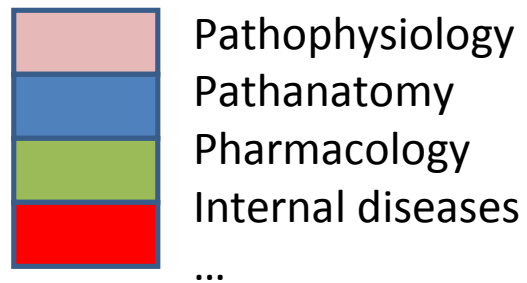 Pathophysiology
Pathanatomy
Pharmacology
Internal diseases
…